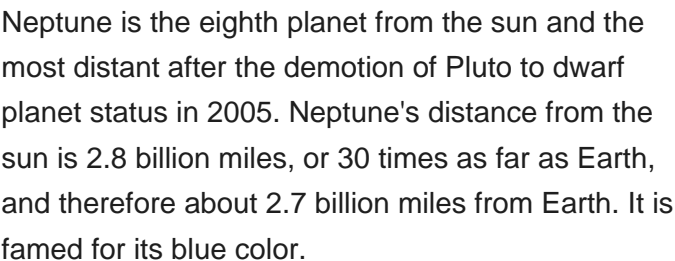 Neptune is the eighth planet from the sun and the
most distant after the demotion of Pluto to dwarf
planet status in 2005. Neptune's distance from the
sun is 2.8 billion miles, or 30 times as far as Earth,
and therefore about 2.7 billion miles from Earth. It is
famed for its blue color.